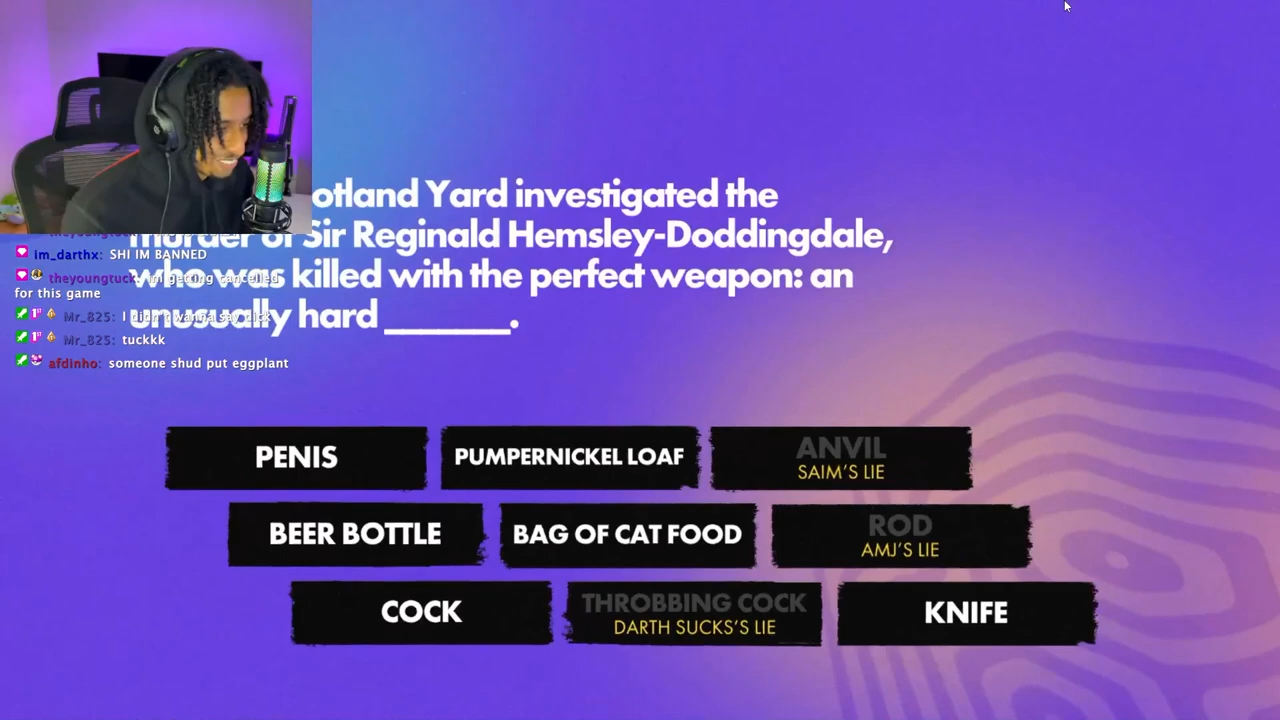 otland Yard investigated the
murder of Sir Reginald Hemsley-Doddingdale,
who was killed with the perfect weapon: an
unusually hard _______.
im_darthx: SHI IM BANNED
theyoungtuck: im getting cancelled
for this game
Mr_825: I didn't wanna say dick
Mr_825: tuckkk
afdinho: someone shud put eggplant
PENIS
PUMPERNICKEL LOAF
ANVIL
SAIM'S LIE
BEER BOTTLE
BAG OF CAT FOOD
ROD
AMJ'S LIE
COCK
THROBBING COCK
DARTH SUCKS'S LIE
KNIFE